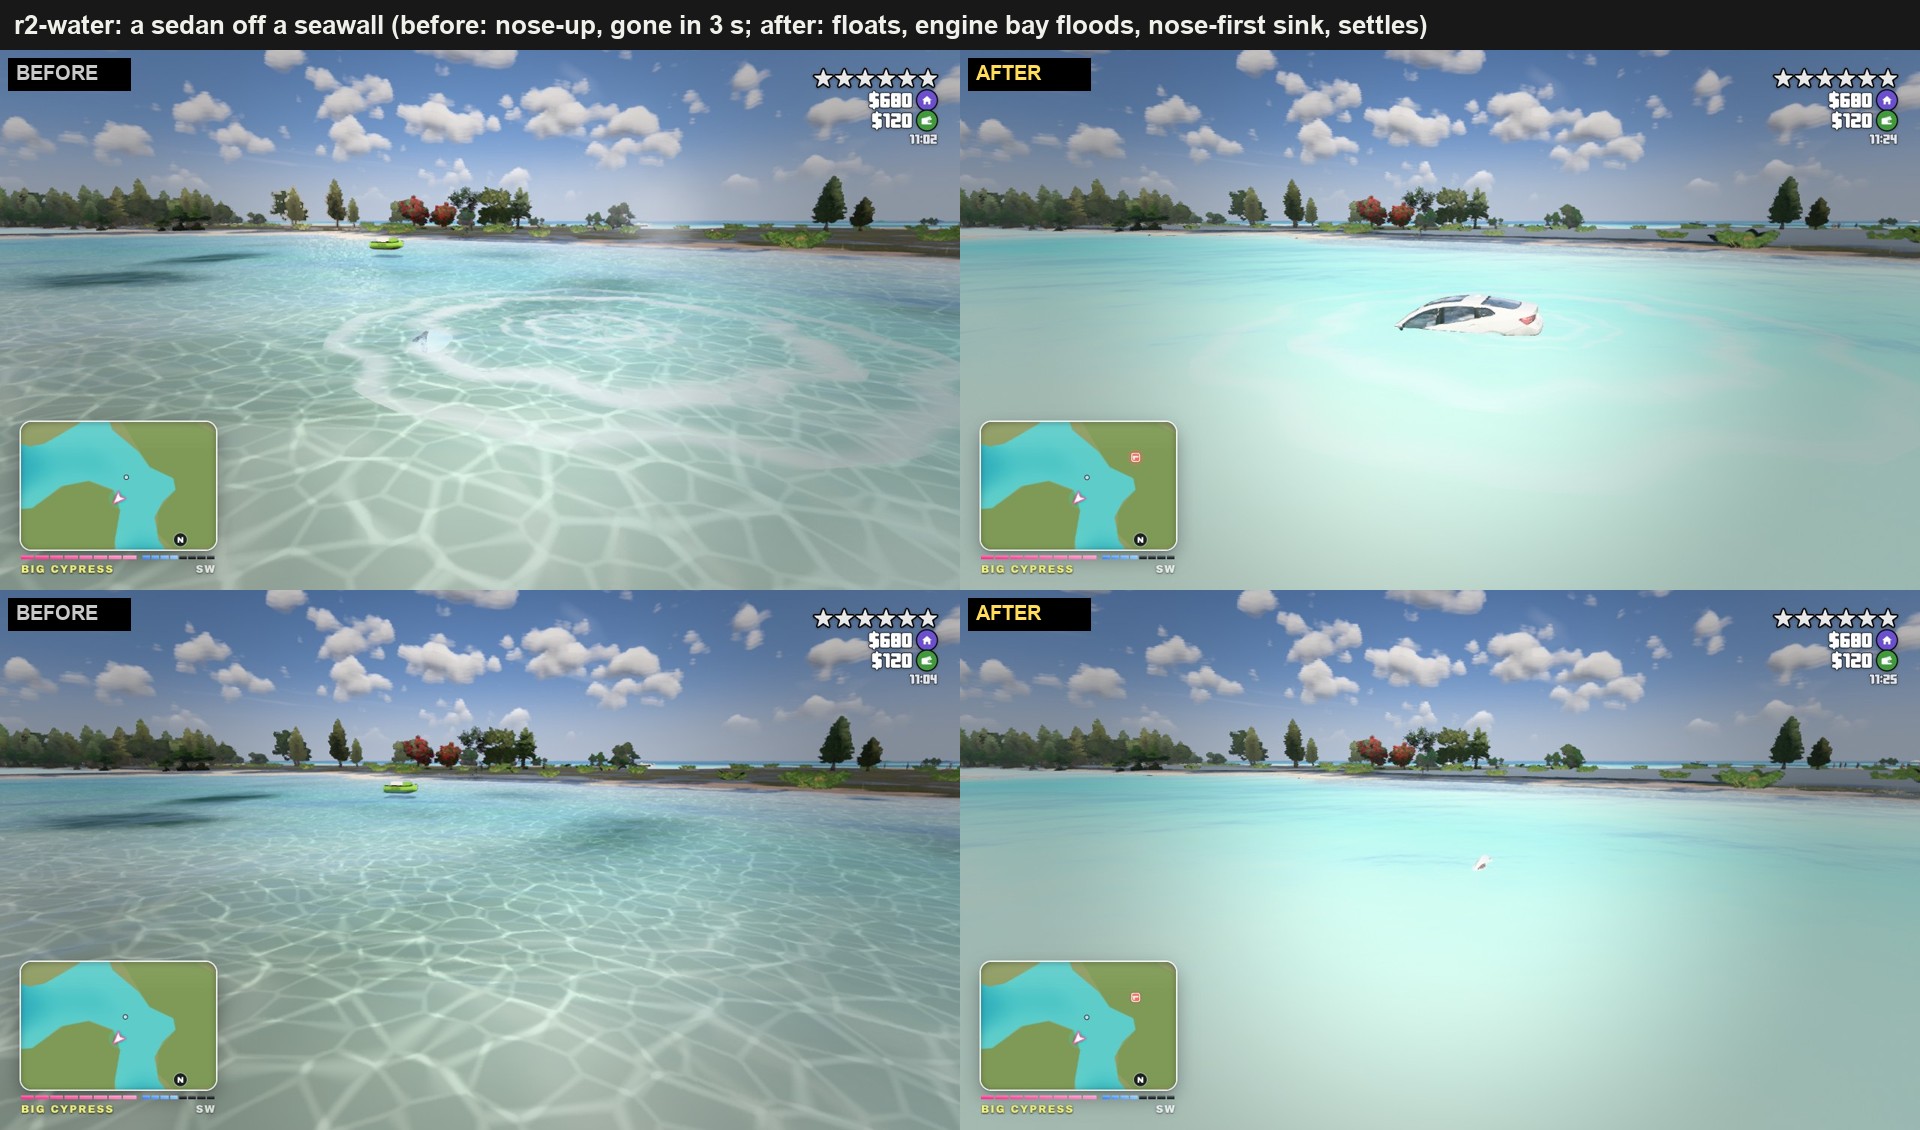 r2-water: a sedan off a seawall (before: nose-up, gone in 3 s; after: floats, engine bay floods, nose-first sink, settles)
BEFORE
$680
$120
11:02
N
BIG CYPRESS
SW
AFTER
$680
$120
11:24
N
BIG CYPRESS
SW
BEFORE
$680
$120
11:04
N
BIG CYPRESS
SW
AFTER
$680
$120
11:25
N
BIG CYPRESS
SW